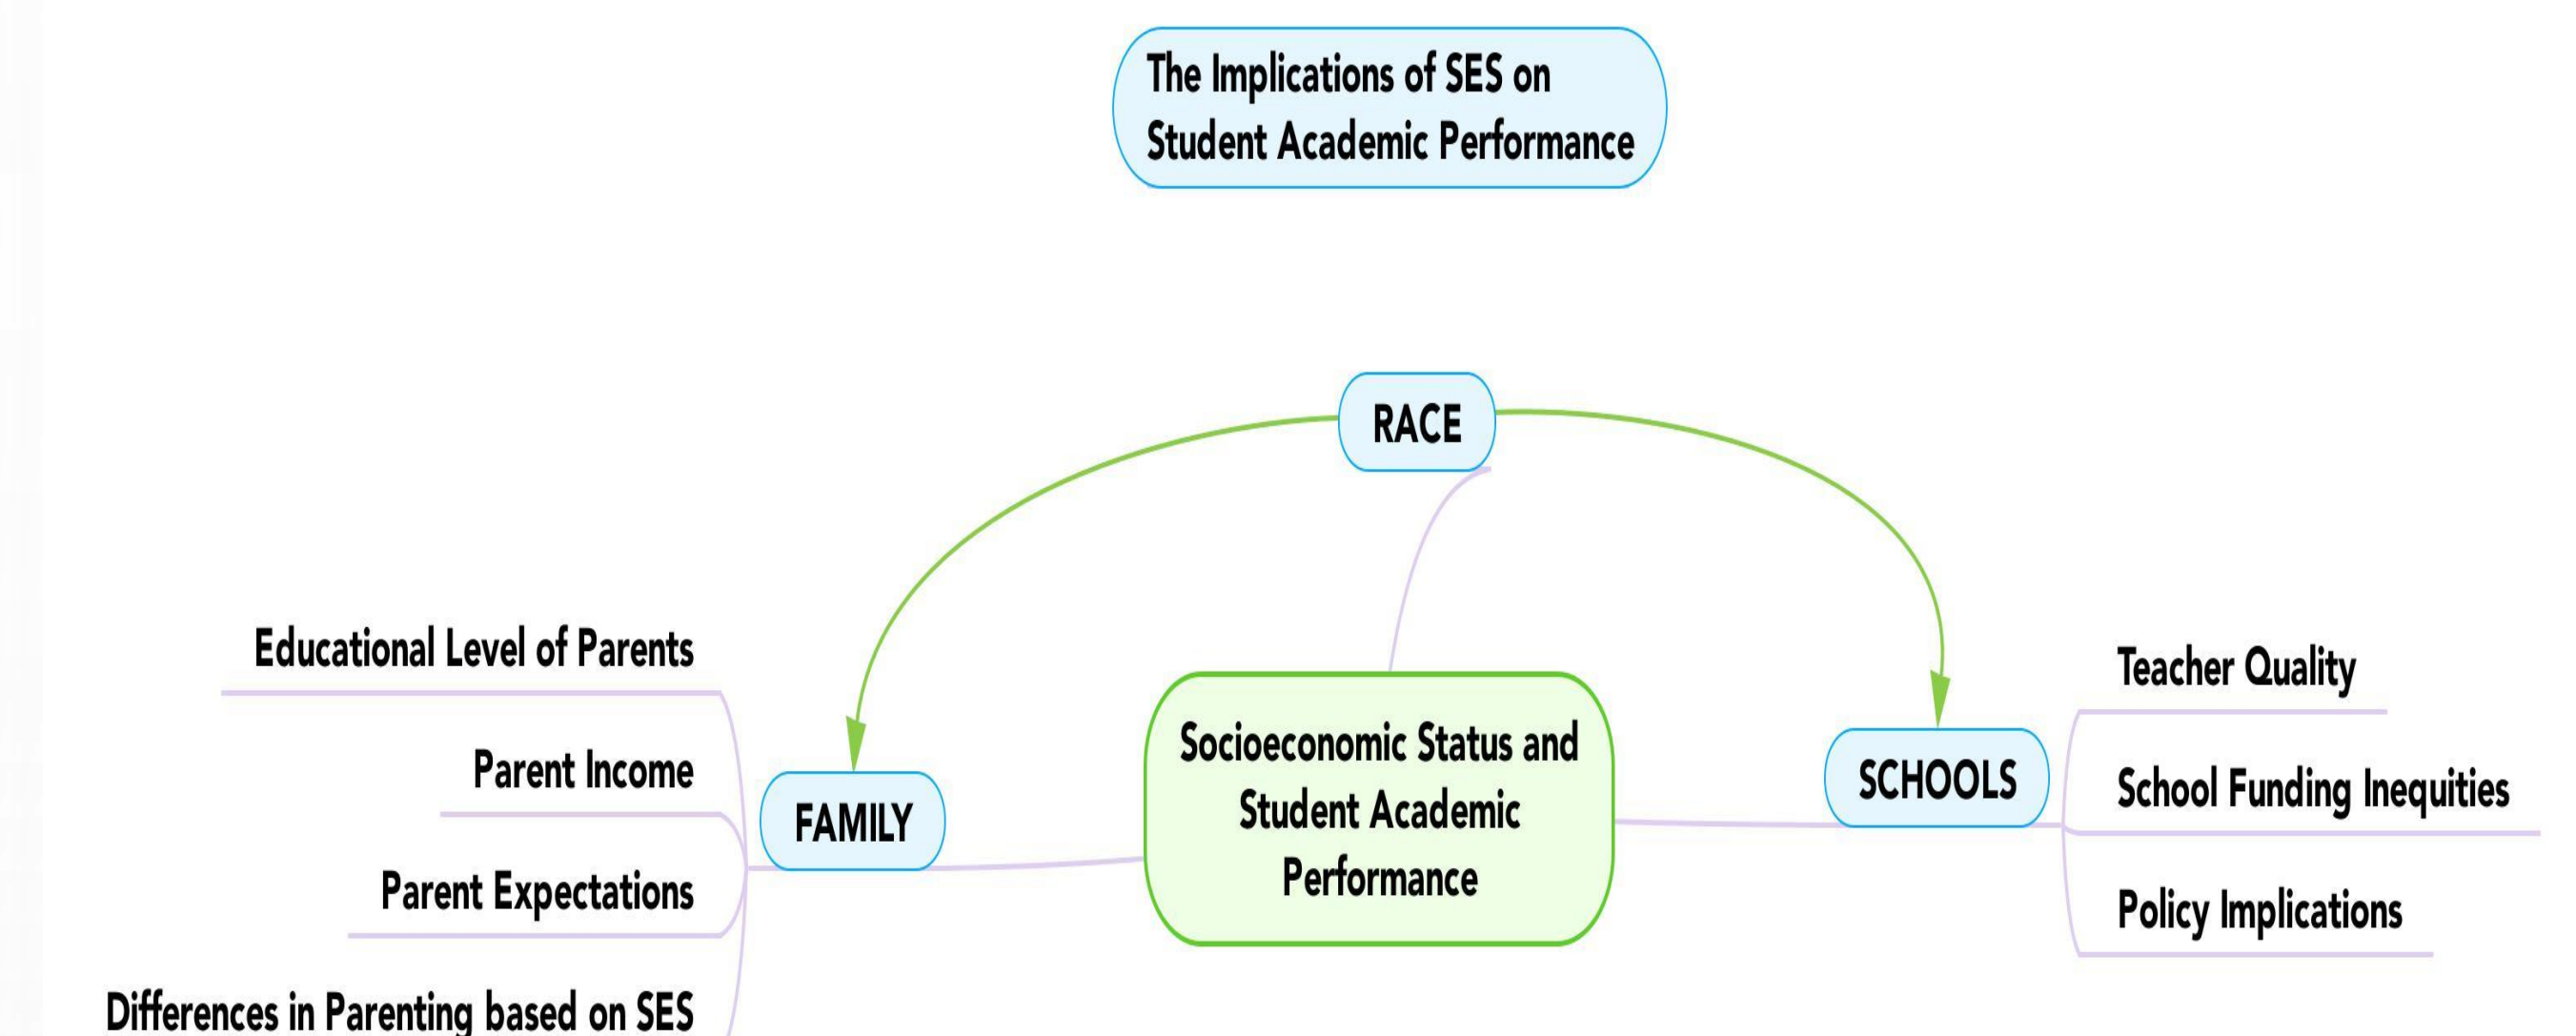 The Implications of SES on
Student Academic Performance
RACE
Educational Level of Parents
Parent Income
Parent Expectations
Differences in Parenting based on SES
FAMILY
Socioeconomic Status and
Student Academic
Performance
SCHOOLS
Teacher Quality
School Funding Inequities
Policy Implications